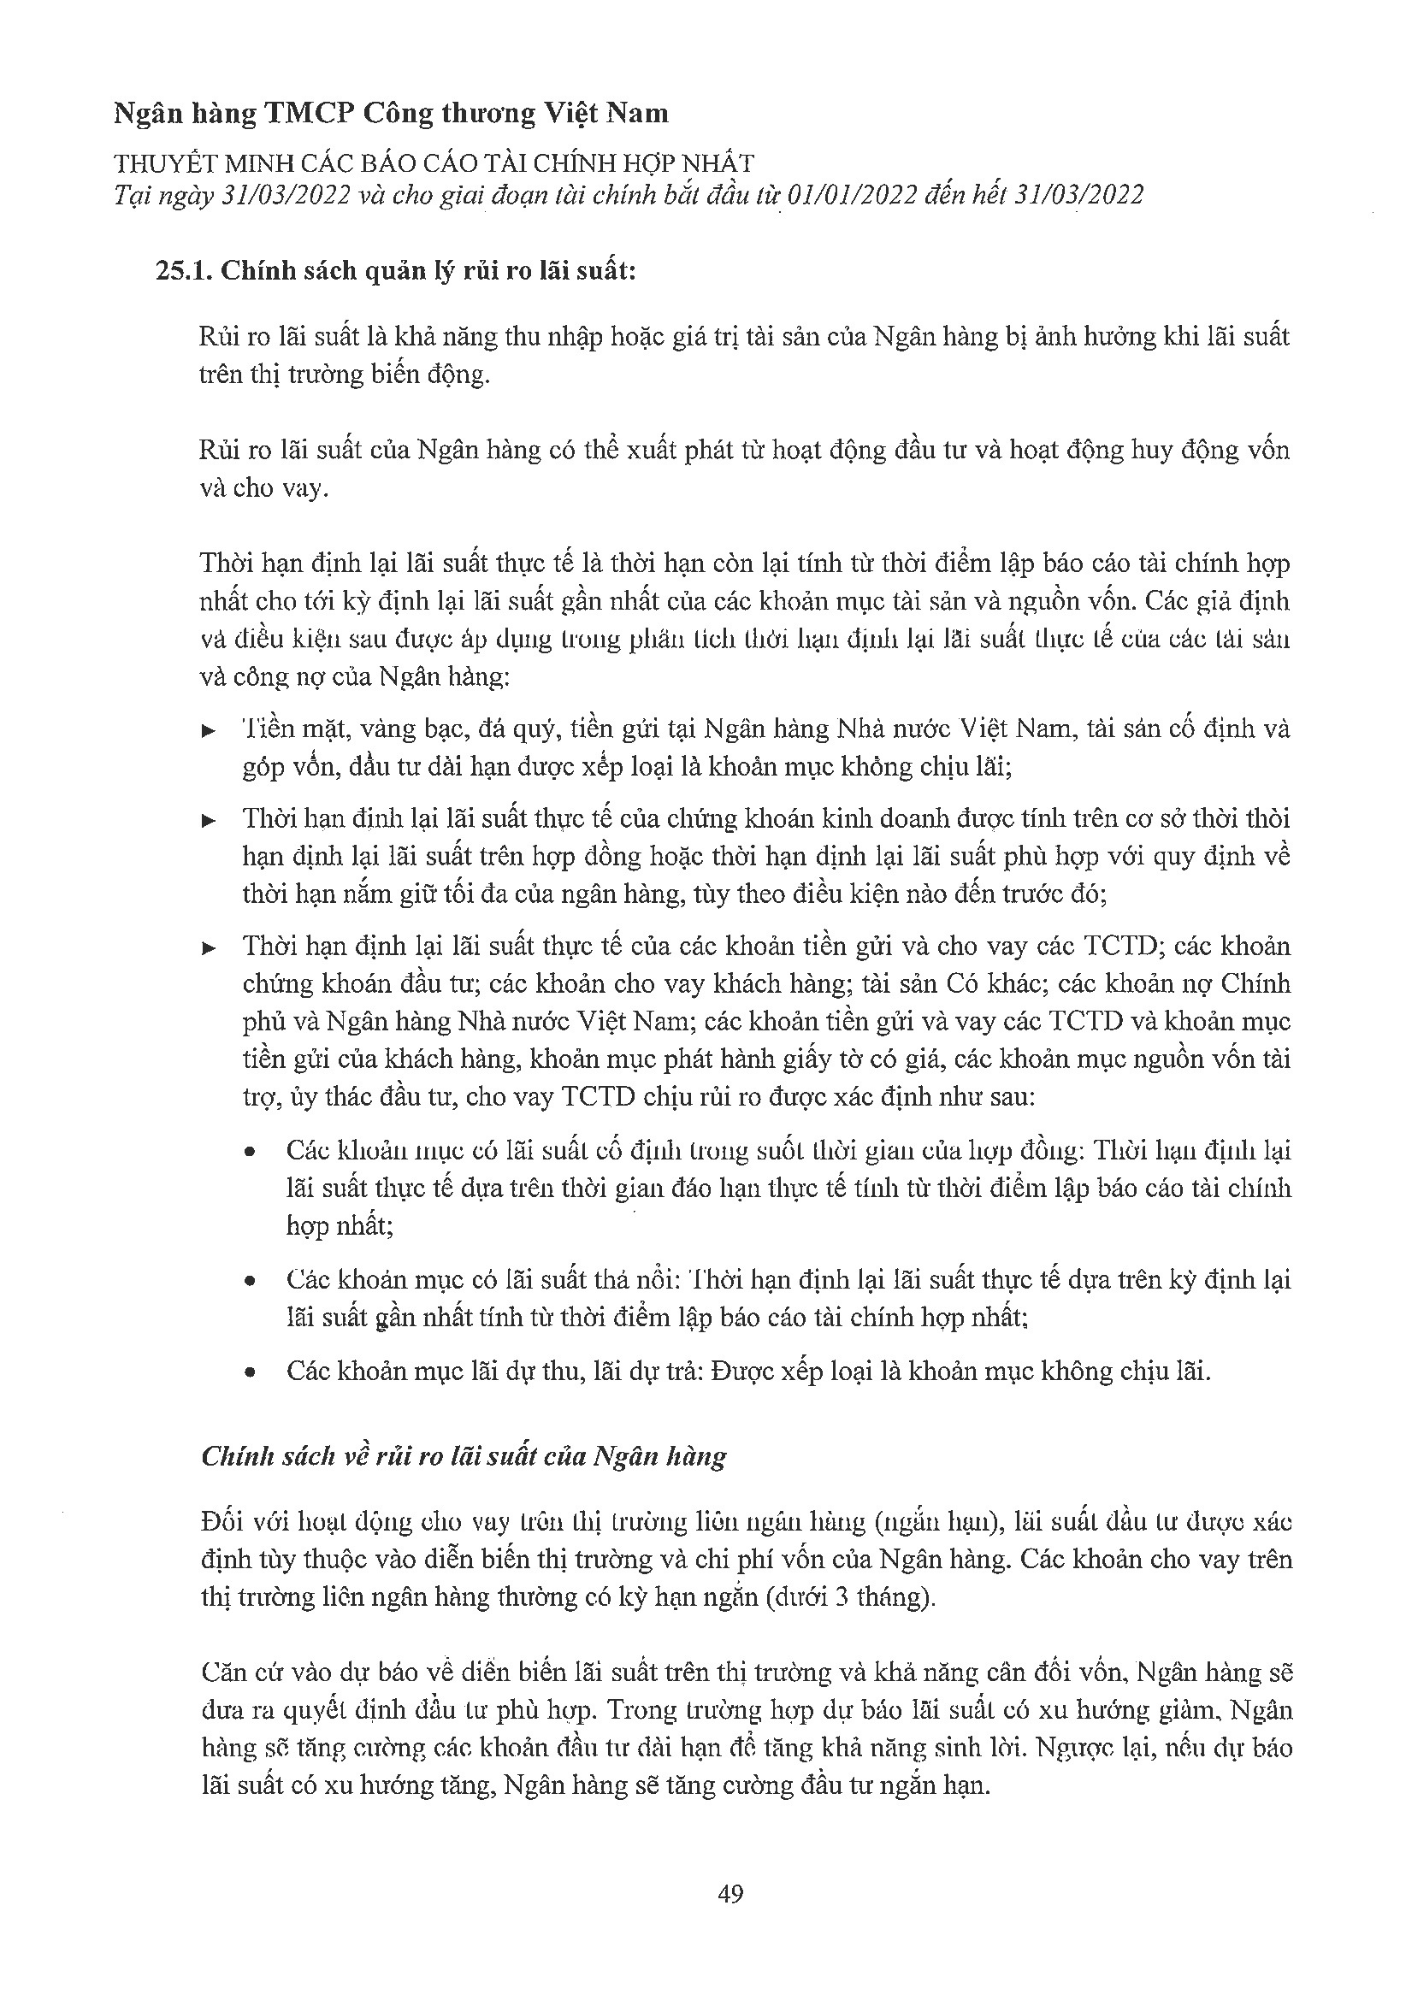 Ngân hàng TMCP Công thương Việt Nam
THUYẾT MINH CÁC BÁO CÁO TÀI CHÍNH HỢP NHẤT
Tại ngày 31/03/2022 và cho giai đoạn tài chính bắt đầu từ 01/01/2022 đến hết 31/03/2022
25.1. Chính sách quản lý rủi ro lãi suất:
Rủi ro lãi suất là khả năng thu nhập hoặc giá trị tài sản của Ngân hàng bị ảnh hưởng khi lãi suất
trên thị trường biến động.
Rủi ro lãi suất của Ngân hàng có thể xuất phát từ hoạt động đầu tư và hoạt động huy động vốn
và cho vay.
Thời hạn định lại lãi suất thực tế là thời hạn còn lại tính từ thời điểm lập báo cáo tài chính hợp
nhất cho tới kỳ định lại lãi suất gần nhất của các khoản mục tài sản và nguồn vốn. Các giả định
và điều kiện sau được áp dụng trong phân tích thời hạn định lại lãi suất thực tế của các tài sản
và công nợ của Ngân hàng:
► Tiền mặt, vàng bạc, đá quý, tiền gửi tại Ngân hàng Nhà nước Việt Nam, tài sản cố định và
góp vốn, đầu tư dài hạn được xếp loại là khoản mục không chịu lãi;
► Thời hạn định lại lãi suất thực tế của chứng khoán kinh doanh được tính trên cơ sở thời thời
hạn định lại lãi suất trên hợp đồng hoặc thời hạn định lại lãi suất phù hợp với quy định về
thời hạn nắm giữ tối đa của ngân hàng, tùy theo điều kiện nào đến trước đó;
► Thời hạn định lại lãi suất thực tế của các khoản tiền gửi và cho vay các TCTD; các khoản
chứng khoán đầu tư; các khoản cho vay khách hàng; tài sản Có khác; các khoản nợ Chính
phủ và Ngân hàng Nhà nước Việt Nam; các khoản tiền gửi và vay các TCTD và khoản mục
tiền gửi của khách hàng, khoản mục phát hành giấy tờ có giá, các khoản mục nguồn vốn tài
trợ, ủy thác đầu tư, cho vay TCTD chịu rủi ro được xác định như sau:
• Các khoản mục có lãi suất cố định trong suốt thời gian của hợp đồng: Thời hạn định lại
lãi suất thực tế dựa trên thời gian đáo hạn thực tế tính từ thời điểm lập báo cáo tài chính
hợp nhất;
• Các khoản mục có lãi suất thả nổi: Thời hạn định lại lãi suất thực tế dựa trên kỳ định lại
lãi suất gần nhất tính từ thời điểm lập báo cáo tài chính hợp nhất;
• Các khoản mục lãi dự thu, lãi dự trả: Được xếp loại là khoản mục không chịu lãi.
Chính sách về rủi ro lãi suất của Ngân hàng
Đối với hoạt động cho vay trên thị trường liên ngân hàng (ngắn hạn), lãi suất đầu tư được xác
định tùy thuộc vào diễn biến thị trường và chi phí vốn của Ngân hàng. Các khoản cho vay trên
thị trường liên ngân hàng thường có kỳ hạn ngắn (dưới 3 tháng).
Căn cứ vào dự báo về diễn biến lãi suất trên thị trường và khả năng cân đối vốn, Ngân hàng sẽ
đưa ra quyết định đầu tư phù hợp. Trong trường hợp dự báo lãi suất có xu hướng giảm, Ngân
hàng sẽ tăng cường các khoản đầu tư dài hạn để tăng khả năng sinh lời. Ngược lại, nếu dự báo
lãi suất có xu hướng tăng, Ngân hàng sẽ tăng cường đầu tư ngắn hạn.
49